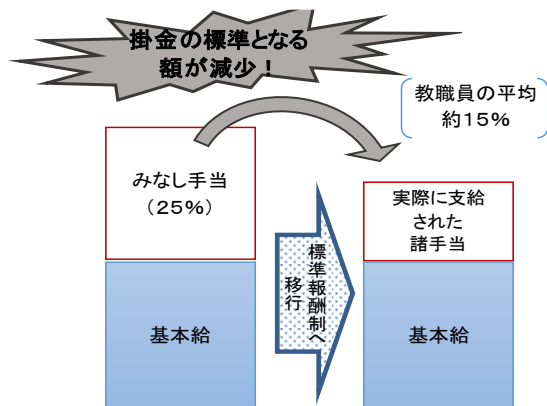 掛金の標準となる
額が減少！
教職員の平均
約１５％
みなし手当
（２５％）
実際に支給
された
諸手当
標準報酬制へ
移行
基本給
基本給